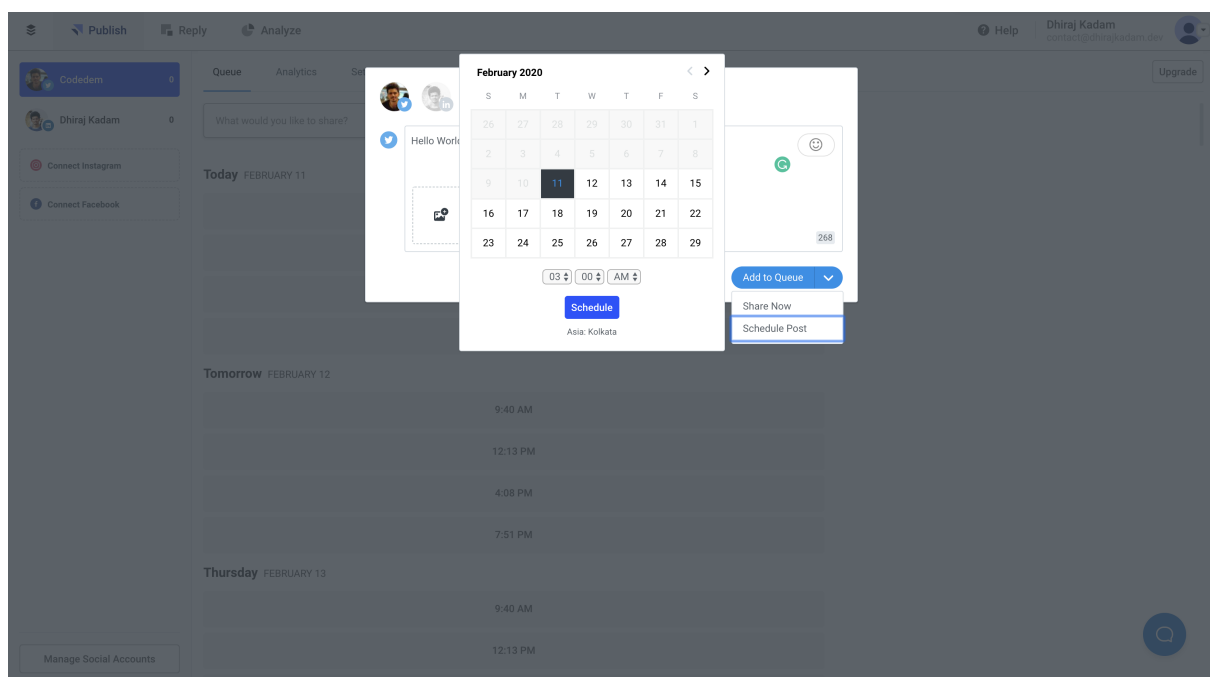 Publish Reply Analyze Help Dhiraj Kadam
contact@dhirajkadam.dev
Codedem 0
Dhiraj Kadam 0
Connect Instagram
Connect Facebook
Manage Social Accounts
Queue Analytics
Upgrade
What would you like to share?
Today FEBRUARY 11
Hello
268
Add to Queue
Share Now
Schedule Post
February 2020
S M T W T F S
26 27 28 29 30 31 1
2 3 4 5 6 7 8
9 10 11 12 13 14 15
16 17 18 19 20 21 22
23 24 25 26 27 28 29
03 00 AM
Schedule
Asia: Kolkata
Tomorrow FEBRUARY 12
9:40 AM
12:13 PM
4:08 PM
7:51 PM
Thursday FEBRUARY 13
9:40 AM
12:13 PM